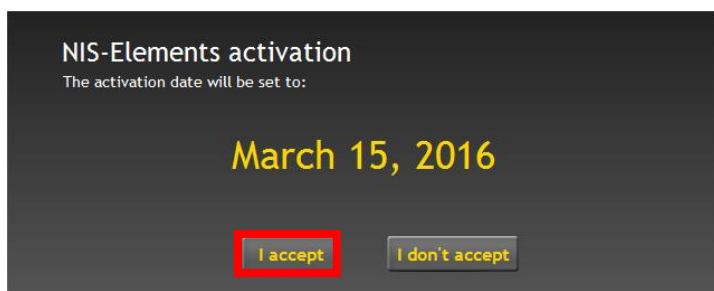 NIS-Elements activation
The activation date will be set to:
March 15, 2016
I accept
I don't accept